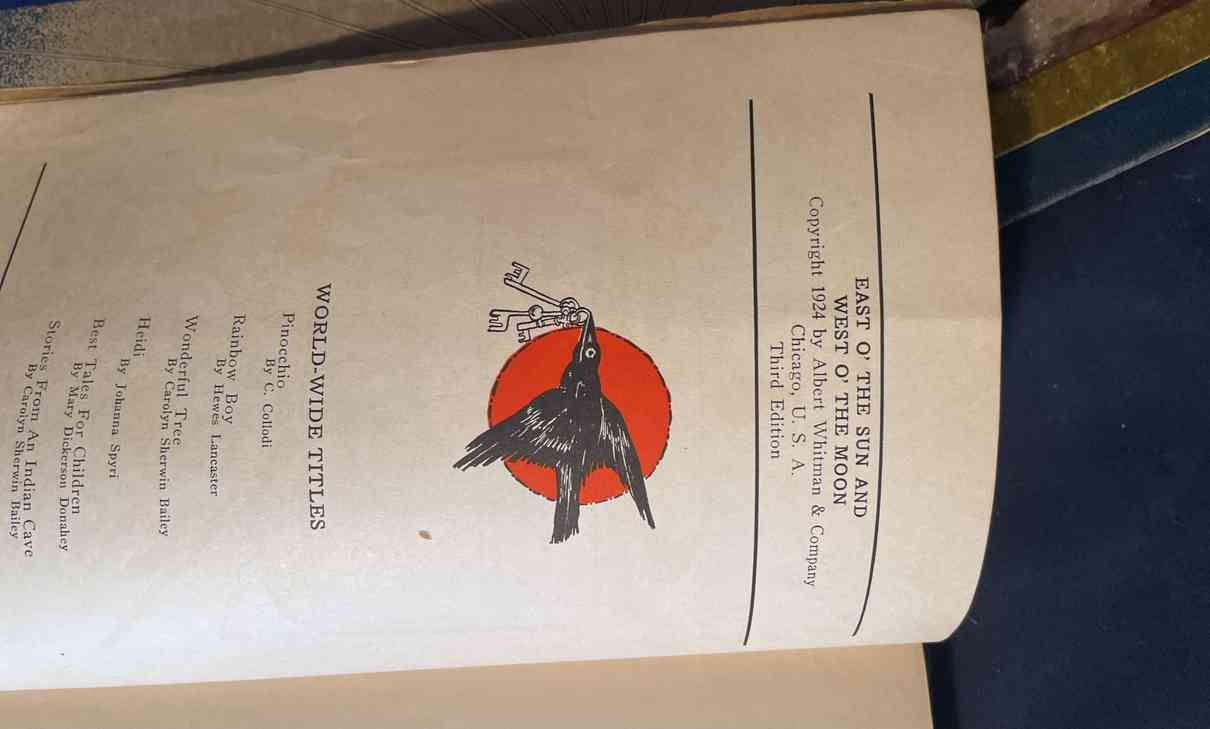 EAST O' THE SUN AND
WEST O' THE MOON
Copyright 1924 by Albert Whitman & Company
Chicago, U. S. A.
Third Edition
WORLD-WIDE TITLES
Pinocchio
By C. Collodi
Rainbow Boy
By Hewes Lancaster
Wonderful Tree
By Carolyn Sherwin Bailey
Heidi
By Johanna Spyri
Best Tales For Children
By Mary Dickerson Donahey
Stories From An Indian Cave
By Carolyn Sherwin Bailey